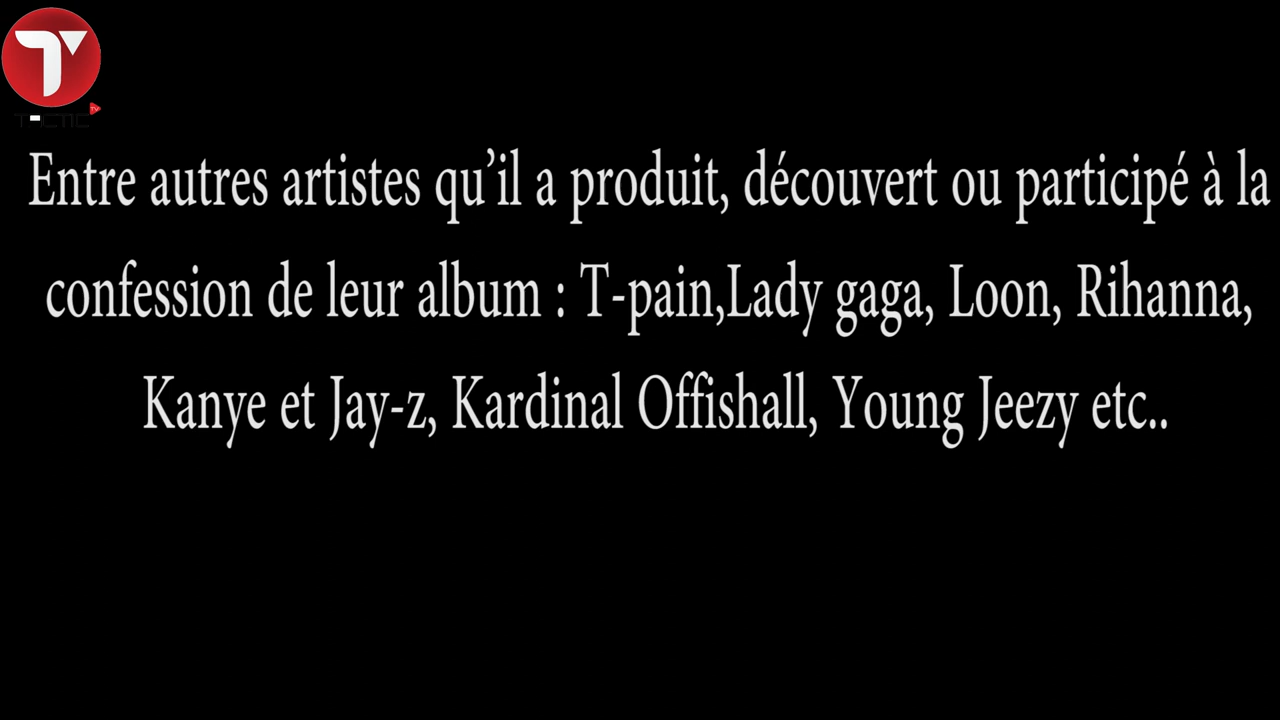 TV
Entre autres artistes qu’il a produit, découvert ou participé à la
confession de leur album : T-pain,Lady gaga, Loon, Rihanna,
Kanye et Jay-z, Kardinal Offishall, Young Jeezy etc..